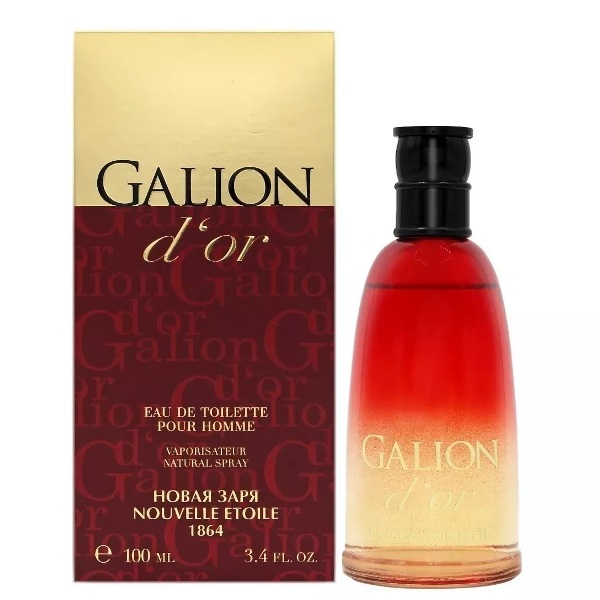 GALION
d'or
EAU DE TOILETTE
POUR HOMME
VAPORISATEUR
NATURAL SPRAY
НОВАЯ ЗАРЯ
NOUVELLE ETOILE
1864
e 100 ML 3.4 FL. OZ.
GALION
d'or